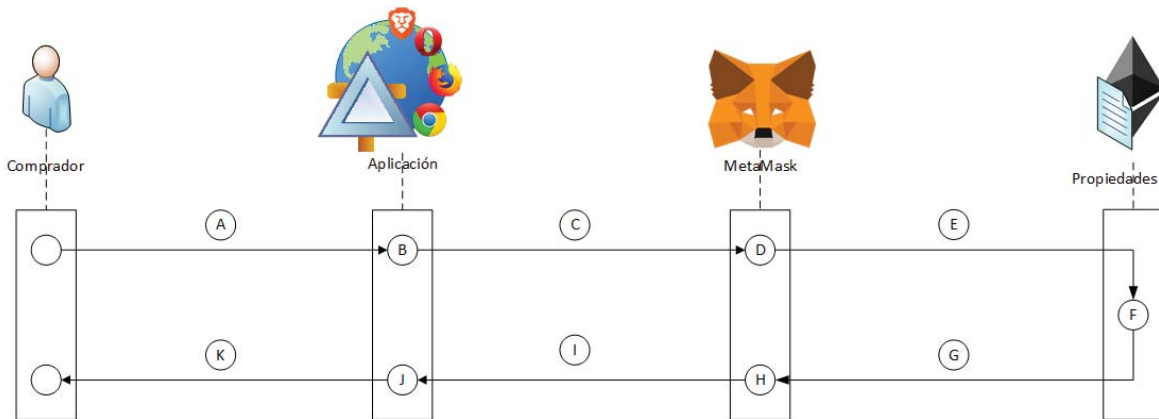 Comprador
Aplicación
MetaMask
Propiedades
A
C
E
B
D
F
K
I
G
J
H